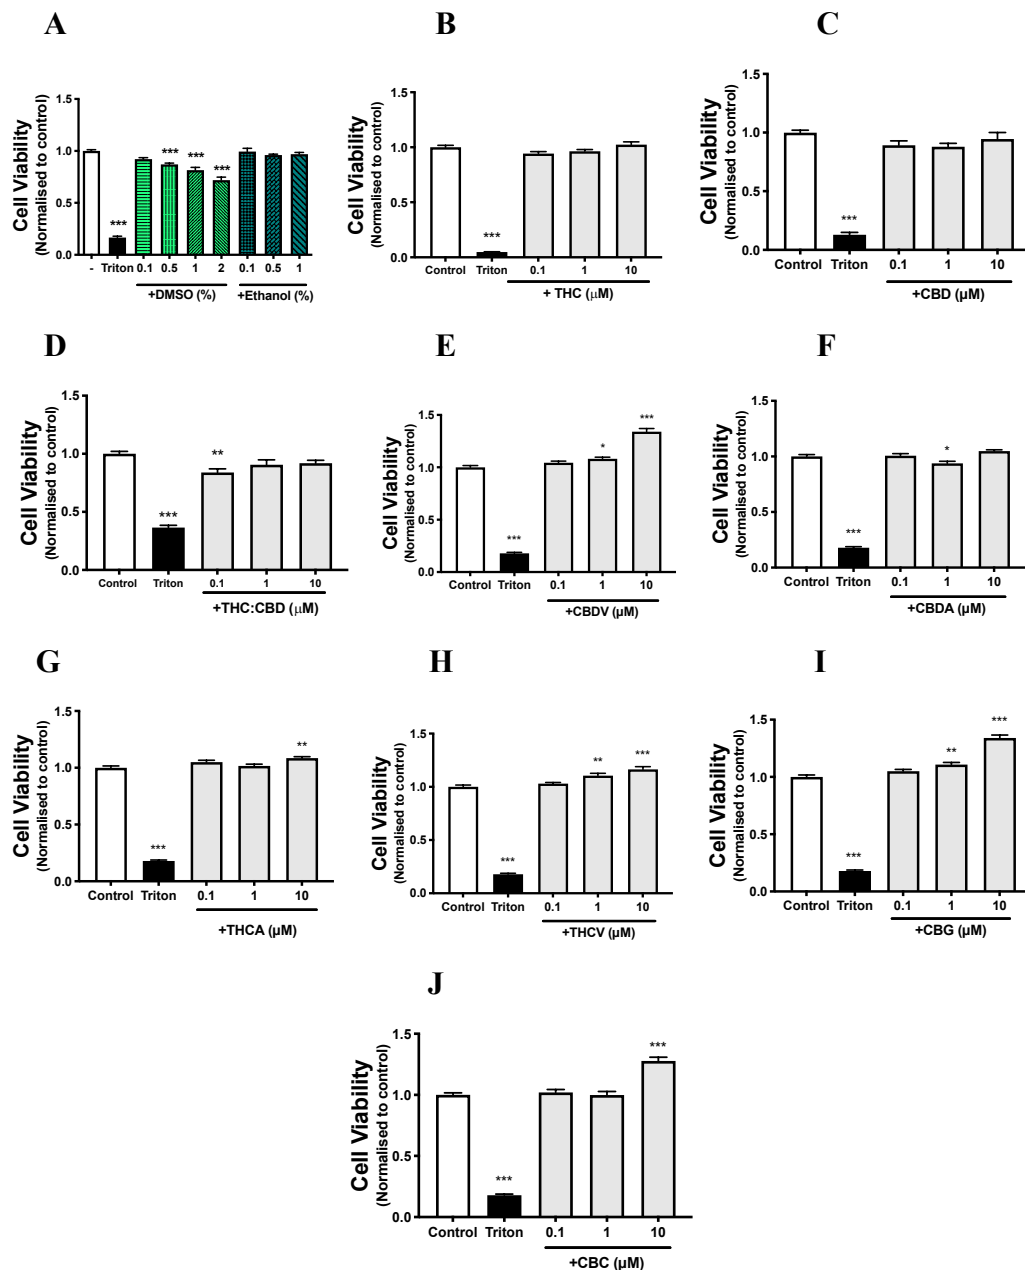 A
Cell Viability
(Normalised to control)
1.5
1.0
0.5
0.0
***
***
***
***
- Triton 0.1 0.5 1 2 0.1 0.5 1
+DMSO (%) +Ethanol (%)
B
Cell Viability
(Normalised to control)
1.5
1.0
0.5
0.0
***
Control Triton 0.1 1 10
+ THC (μM)
C
Cell Viability
(Normalised to control)
1.5
1.0
0.5
0.0
***
Control Triton 0.1 1 10
+CBD (μM)
D
Cell Viability
(Normalised to control)
1.5
1.0
0.5
0.0
***
**
Control Triton 0.1 1 10
+THC:CBD (μM)
E
Cell Viability
(Normalised to control)
1.5
1.0
0.5
0.0
***
*
***
Control Triton 0.1 1 10
+CBDV (μM)
F
Cell Viability
(Normalised to control)
1.5
1.0
0.5
0.0
***
*
Control Triton 0.1 1 10
+CBDA (μM)
G
Cell Viability
(Normalised to control)
1.5
1.0
0.5
0.0
***
**
Control Triton 0.1 1 10
+THCA (μM)
H
Cell Viability
(Normalised to control)
1.5
1.0
0.5
0.0
***
**
***
Control Triton 0.1 1 10
+THCV (μM)
I
Cell Viability
(Normalised to control)
1.5
1.0
0.5
0.0
***
**
***
Control Triton 0.1 1 10
+CBG (μM)
J
Cell Viability
(Normalised to control)
1.5
1.0
0.5
0.0
***
***
Control Triton 0.1 1 10
+CBC (μM)